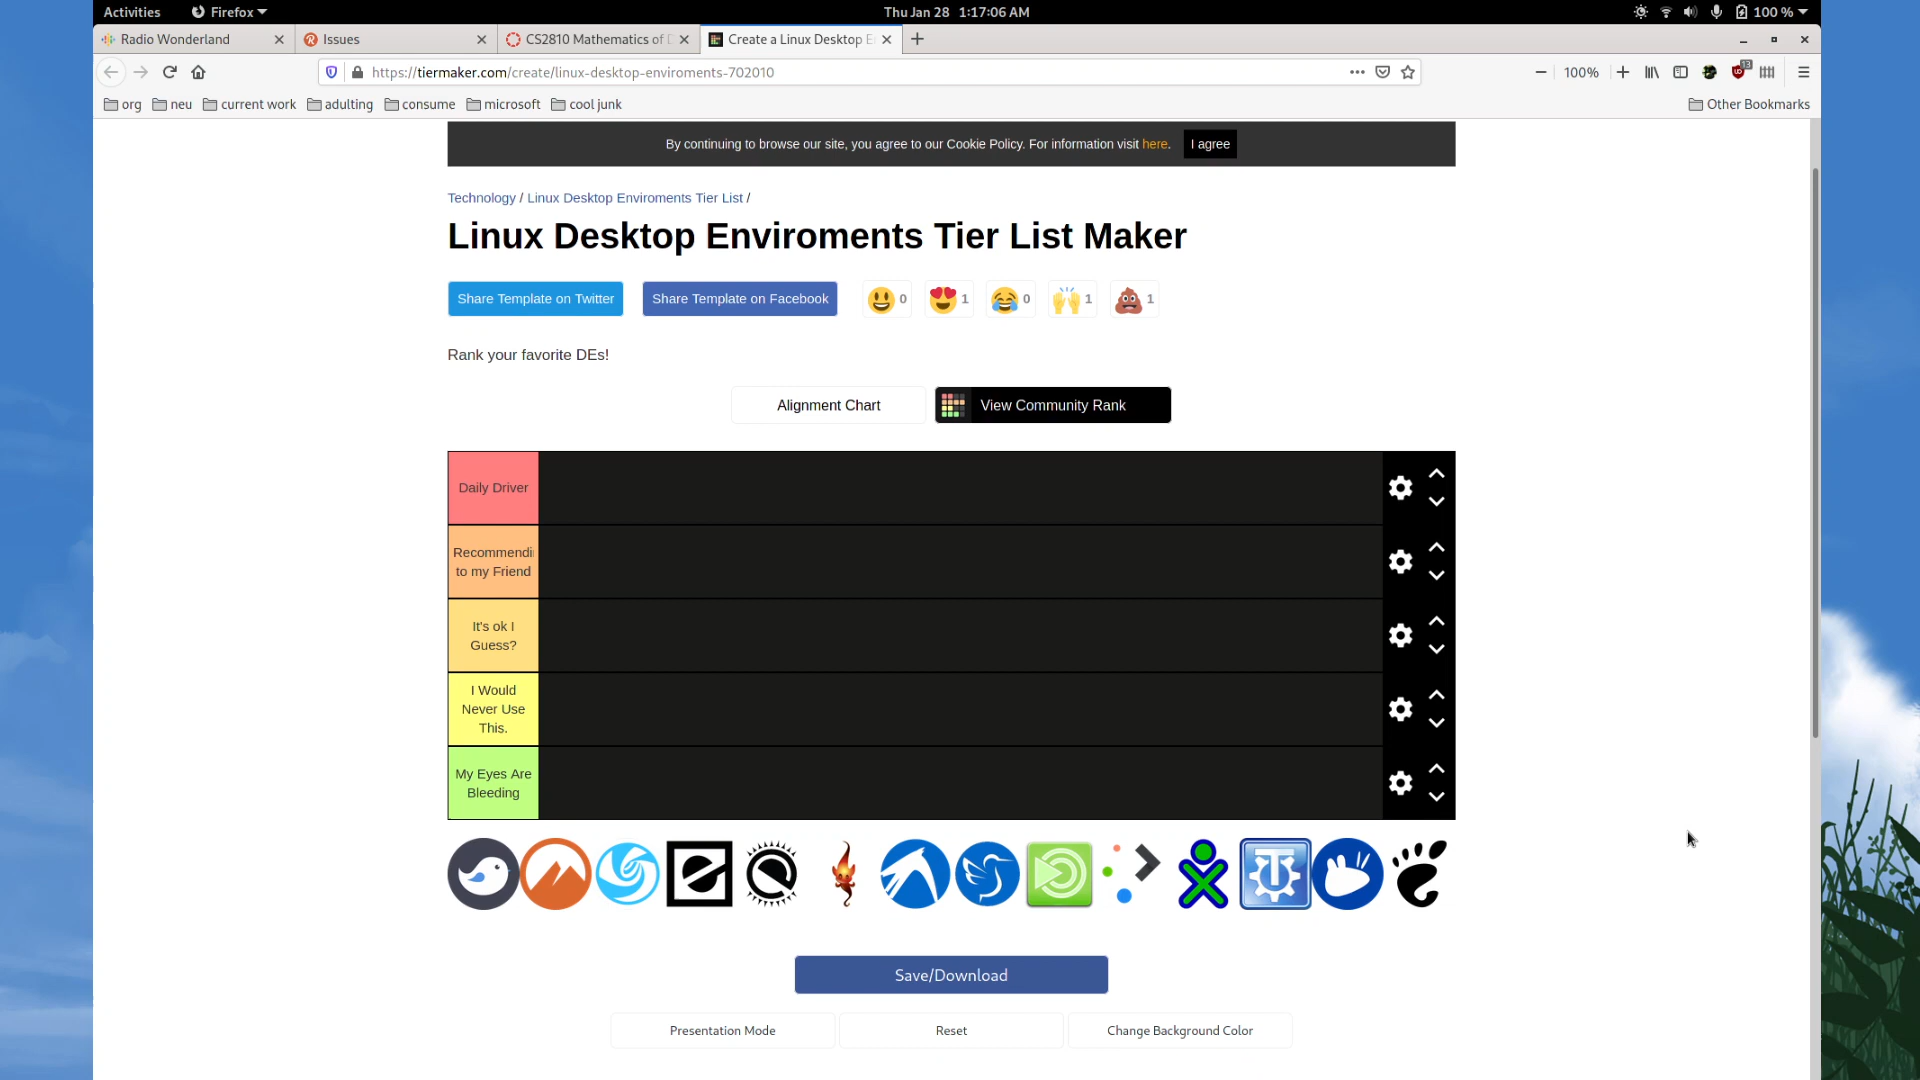 Activities
Firefox
Thu Jan 28 1:17:06 AM
100 %
Radio Wonderland
Issues
CS2810 Mathematics of D
Create a Linux Desktop E
https://tiermaker.com/create/linux-desktop-enviroments-702010
100%
13
org
neu
current work
adulting
consume
microsoft
cool junk
Other Bookmarks
By continuing to browse our site, you agree to our Cookie Policy. For information visit here.
I agree
Technology / Linux Desktop Enviroments Tier List /
Linux Desktop Enviroments Tier List Maker
Share Template on Twitter
Share Template on Facebook
0
1
0
1
1
Rank your favorite DEs!
Alignment Chart
View Community Rank
Daily Driver
Recommendi
to my Friend
It's ok I
Guess?
I Would
Never Use
This.
My Eyes Are
Bleeding
Save/Download
Presentation Mode
Reset
Change Background Color